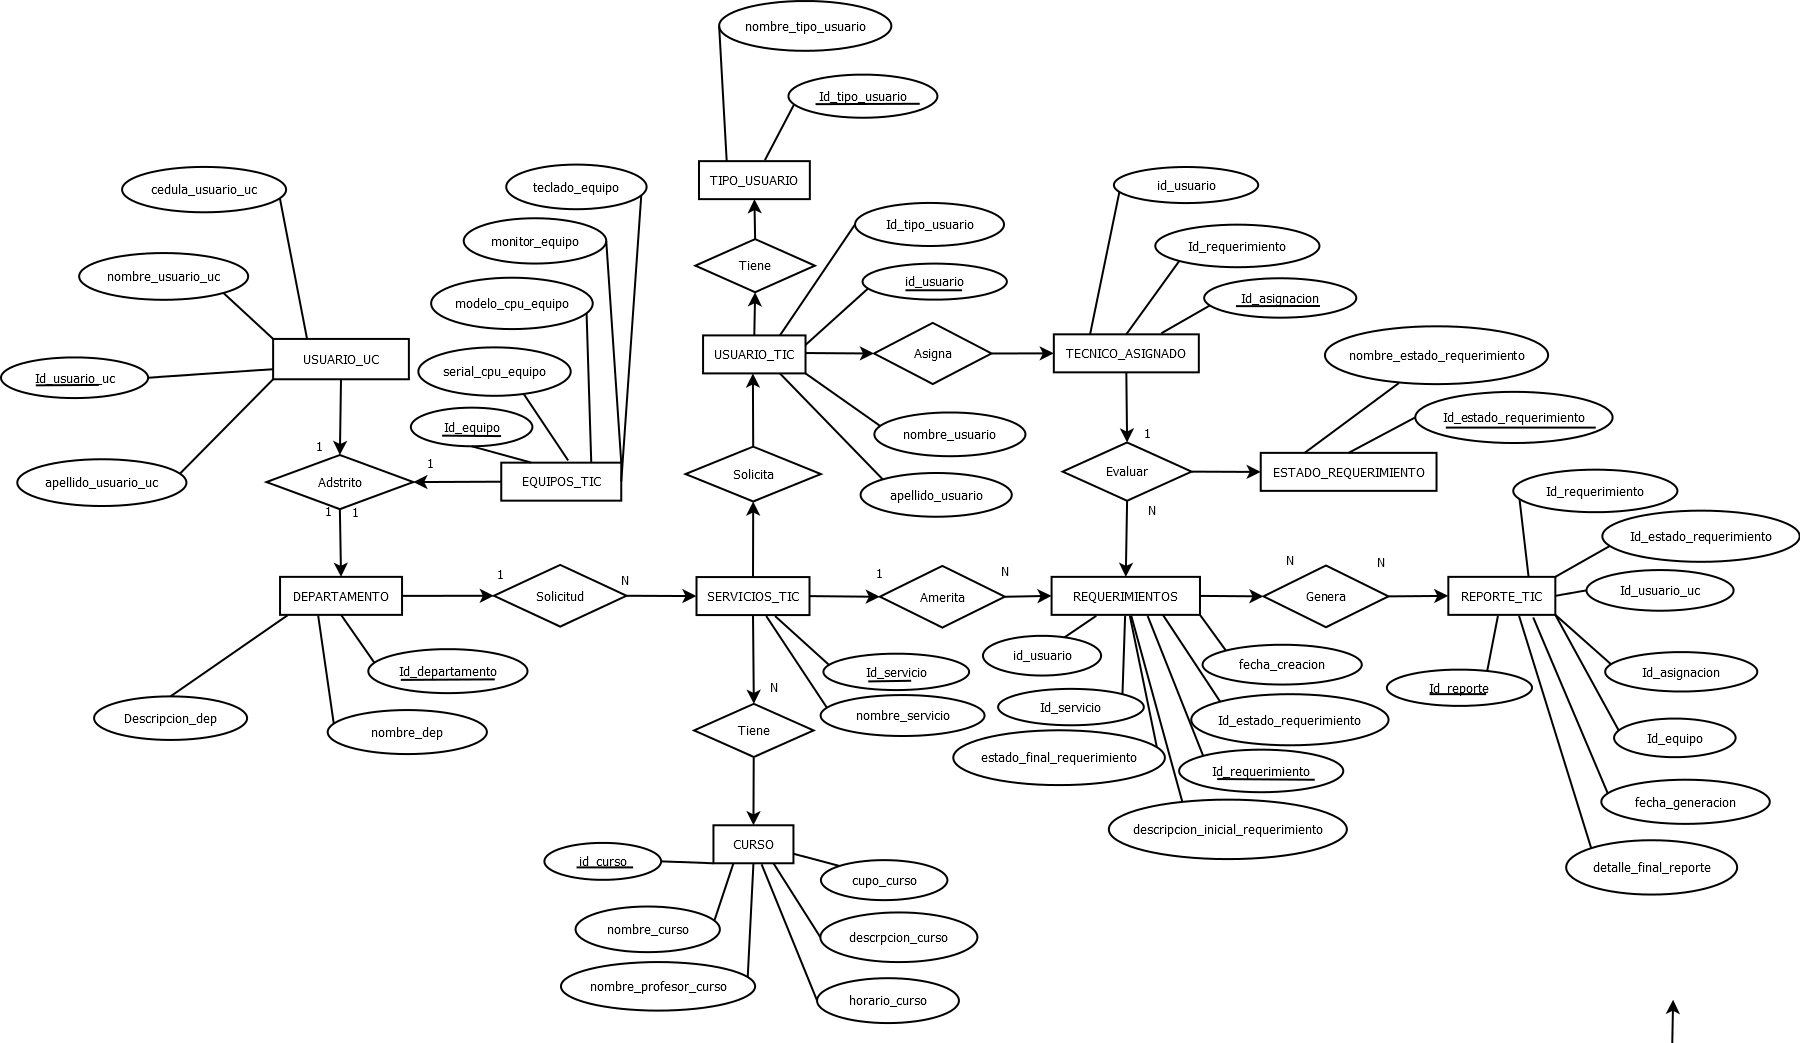 nombre_tipo_usuario
Id_tipo_usuario
TIPO_USUARIO
Tiene
cedula_usuario_uc
nombre_usuario_uc
USUARIO_UC
Id_usuario_uc
apellido_usuario_uc
teclado_equipo
monitor_equipo
modelo_cpu_equipo
serial_cpu_equipo
Id_equipo
EQUIPOS_TIC
1
1
Adstrito
1
1
Id_tipo_usuario
id_usuario
USUARIO_TIC
nombre_usuario
apellido_usuario
Asigna
Solicita
id_usuario
Id_requerimiento
Id_asignacion
TECNICO_ASIGNADO
1
Evaluar
N
nombre_estado_requerimiento
Id_estado_requerimiento
ESTADO_REQUERIMIENTO
DEPARTAMENTO
1
Solicitud
N
SERVICIOS_TIC
1
Amerita
N
REQUERIMIENTOS
N
Genera
N
REPORTE_TIC
Id_requerimiento
Id_estado_requerimiento
Id_usuario_uc
Id_asignacion
Id_reporte
Id_equipo
fecha_generacion
detalle_final_reporte
Id_departamento
Descripcion_dep
nombre_dep
Id_servicio
nombre_servicio
N
Tiene
id_usuario
fecha_creacion
Id_servicio
Id_estado_requerimiento
estado_final_requerimiento
Id_requerimiento
descripcion_inicial_requerimiento
CURSO
id_curso
cupo_curso
nombre_curso
descrpcion_curso
nombre_profesor_curso
horario_curso